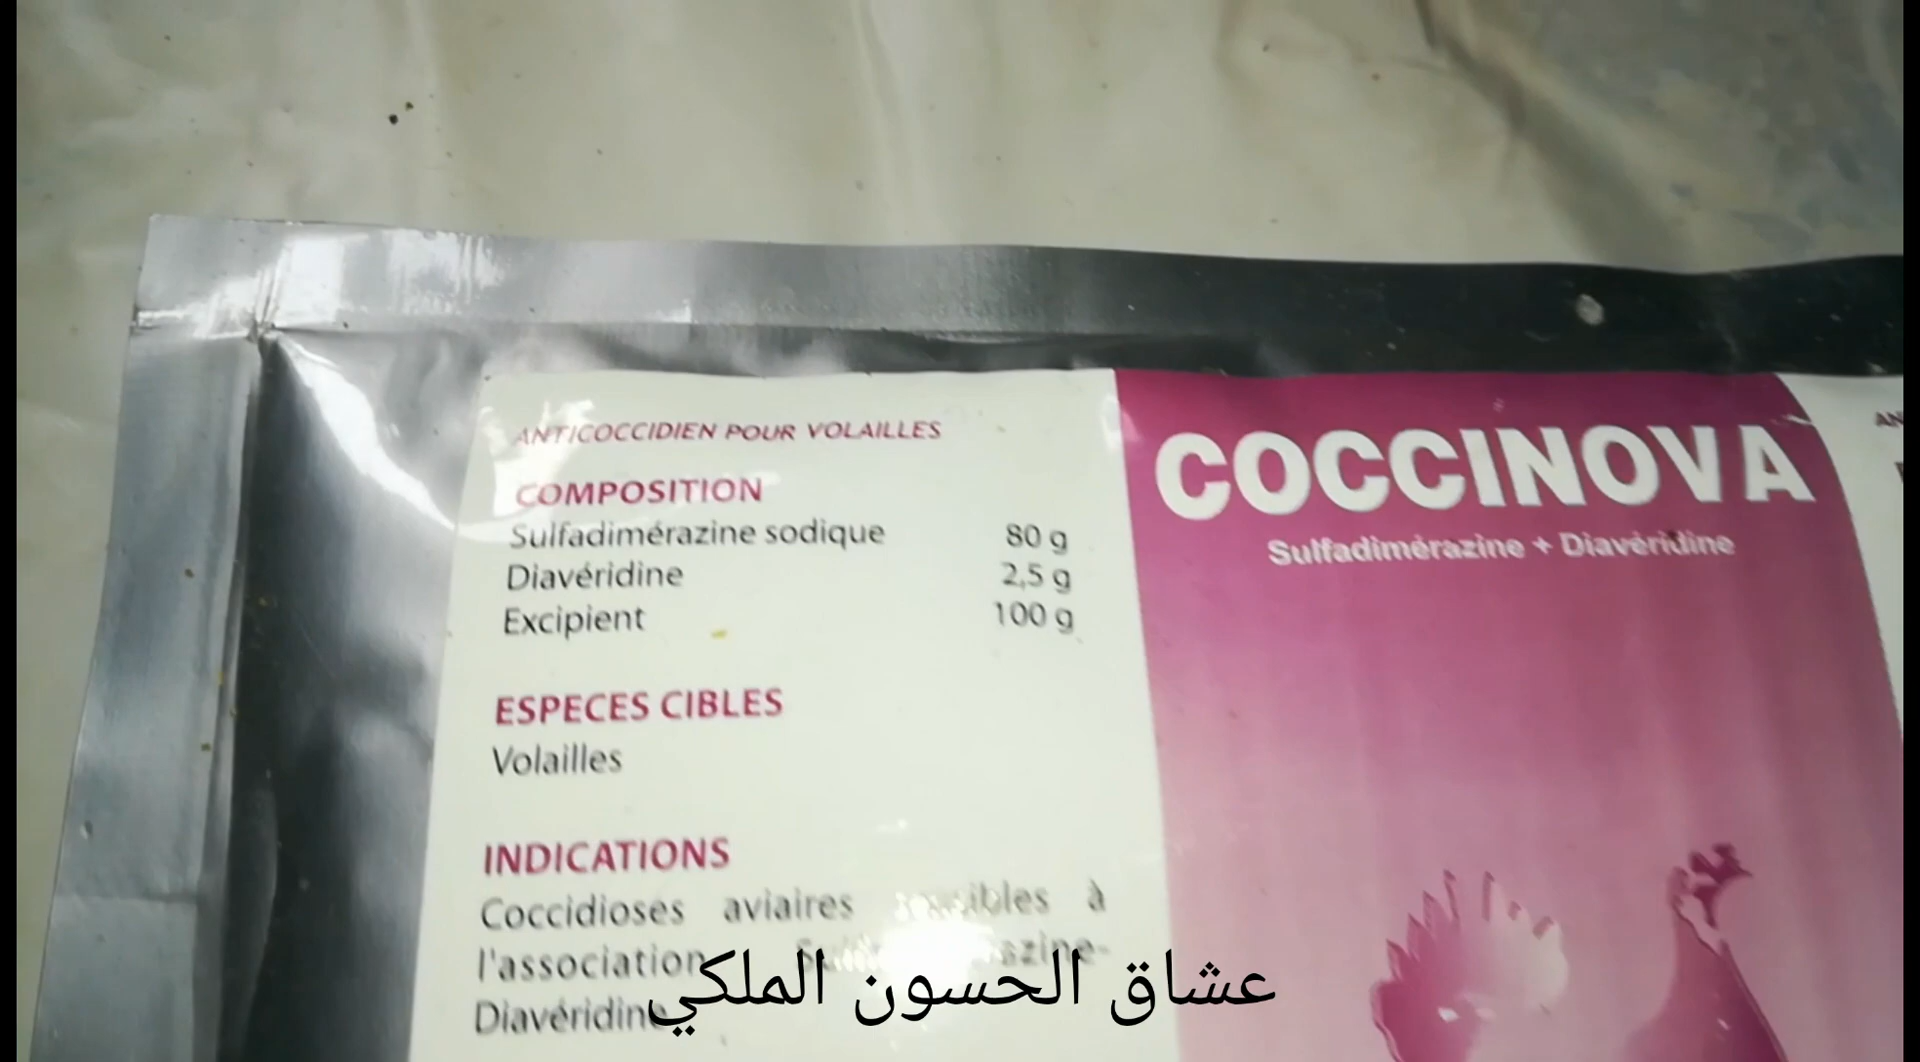 ANTICOCCIDIEN POUR VOLAILLES
COMPOSITION
Sulfadimérazine sodique 80 g
Diavéridine 2,5 g
Excipient 100 g
ESPECES CIBLES
Volailles
INDICATIONS
Coccidioses aviaires à
l'association
Diavéridine
COCCINOVA
Sulfadimérazine + Diavéridine
AN
عشاق الحسون الملكي